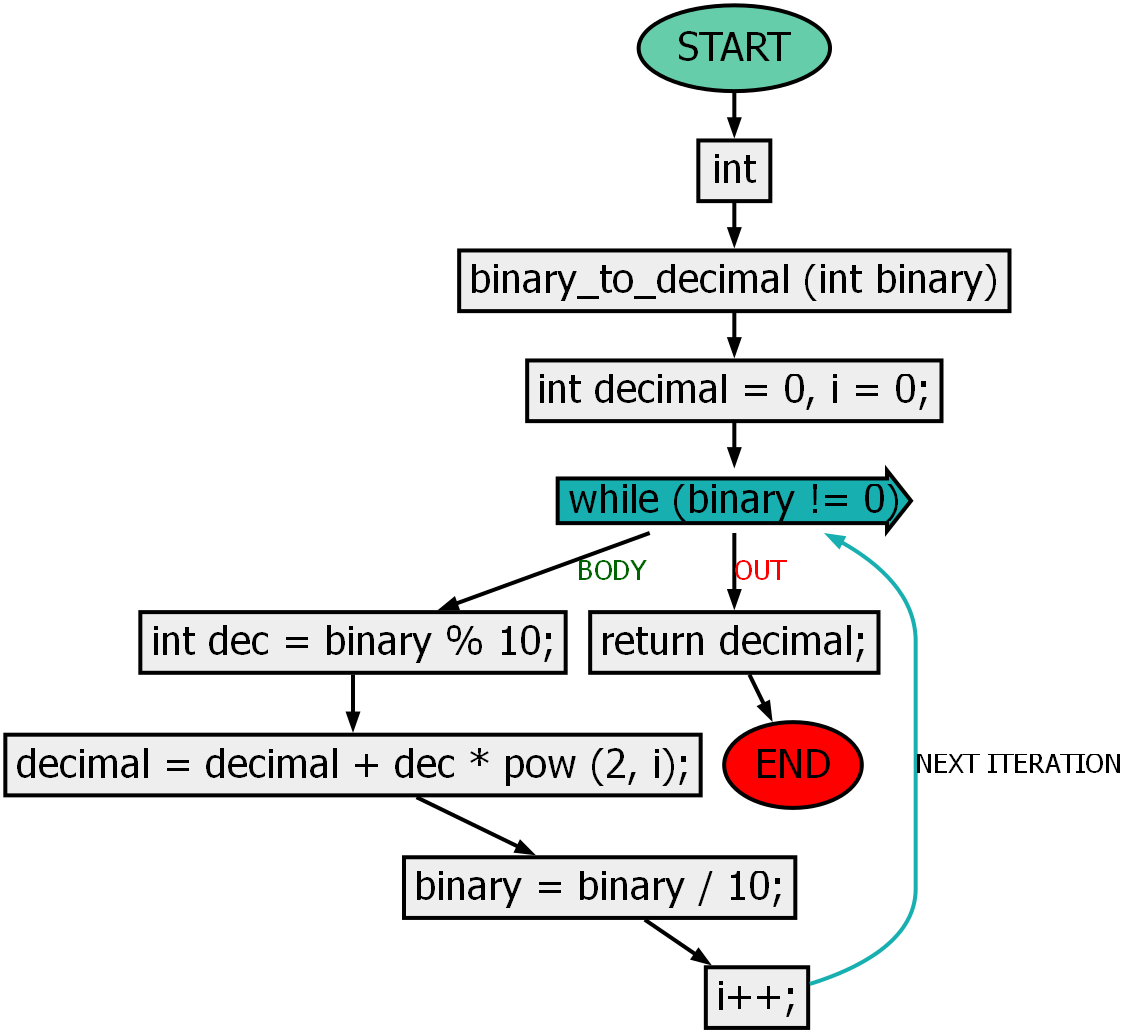 START
int
binary_to_decimal (int binary)
int decimal = 0, i = 0;
while (binary != 0)
BODY
OUT
int dec = binary % 10;
return decimal;
decimal = decimal + dec * pow (2, i);
END
NEXT ITERATION
binary = binary / 10;
i++;